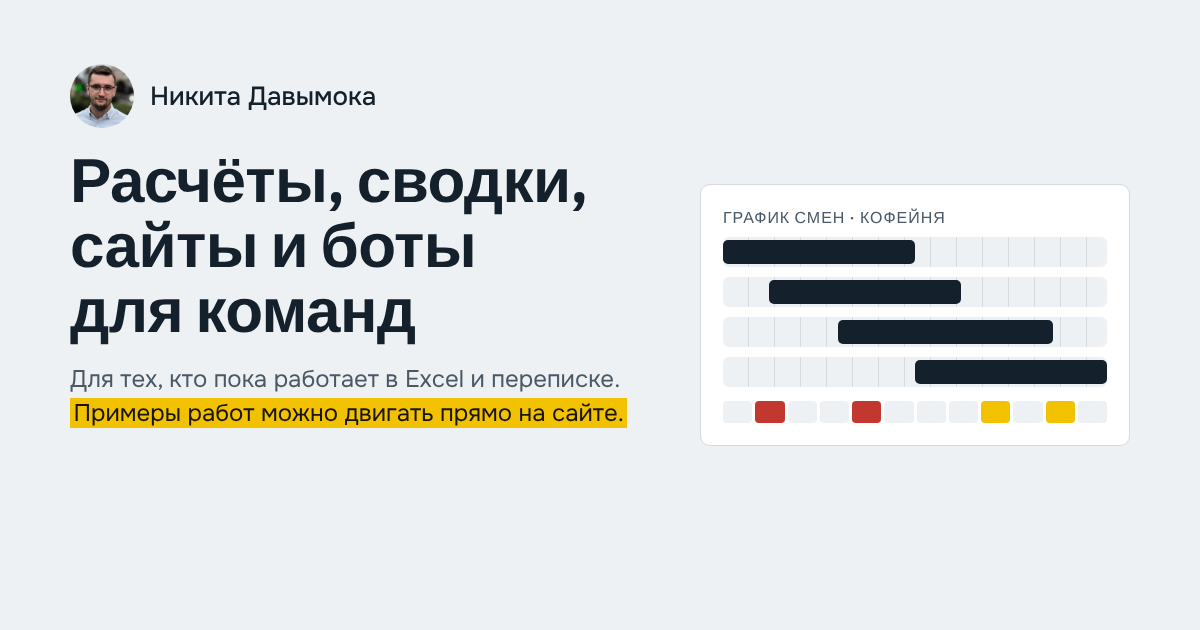 Никита Давымока
Расчёты, сводки,
сайты и боты
для команд
Для тех, кто пока работает в Excel и переписке.
Примеры работ можно двигать прямо на сайте.
ГРАФИК СМЕН · КОФЕЙНЯ